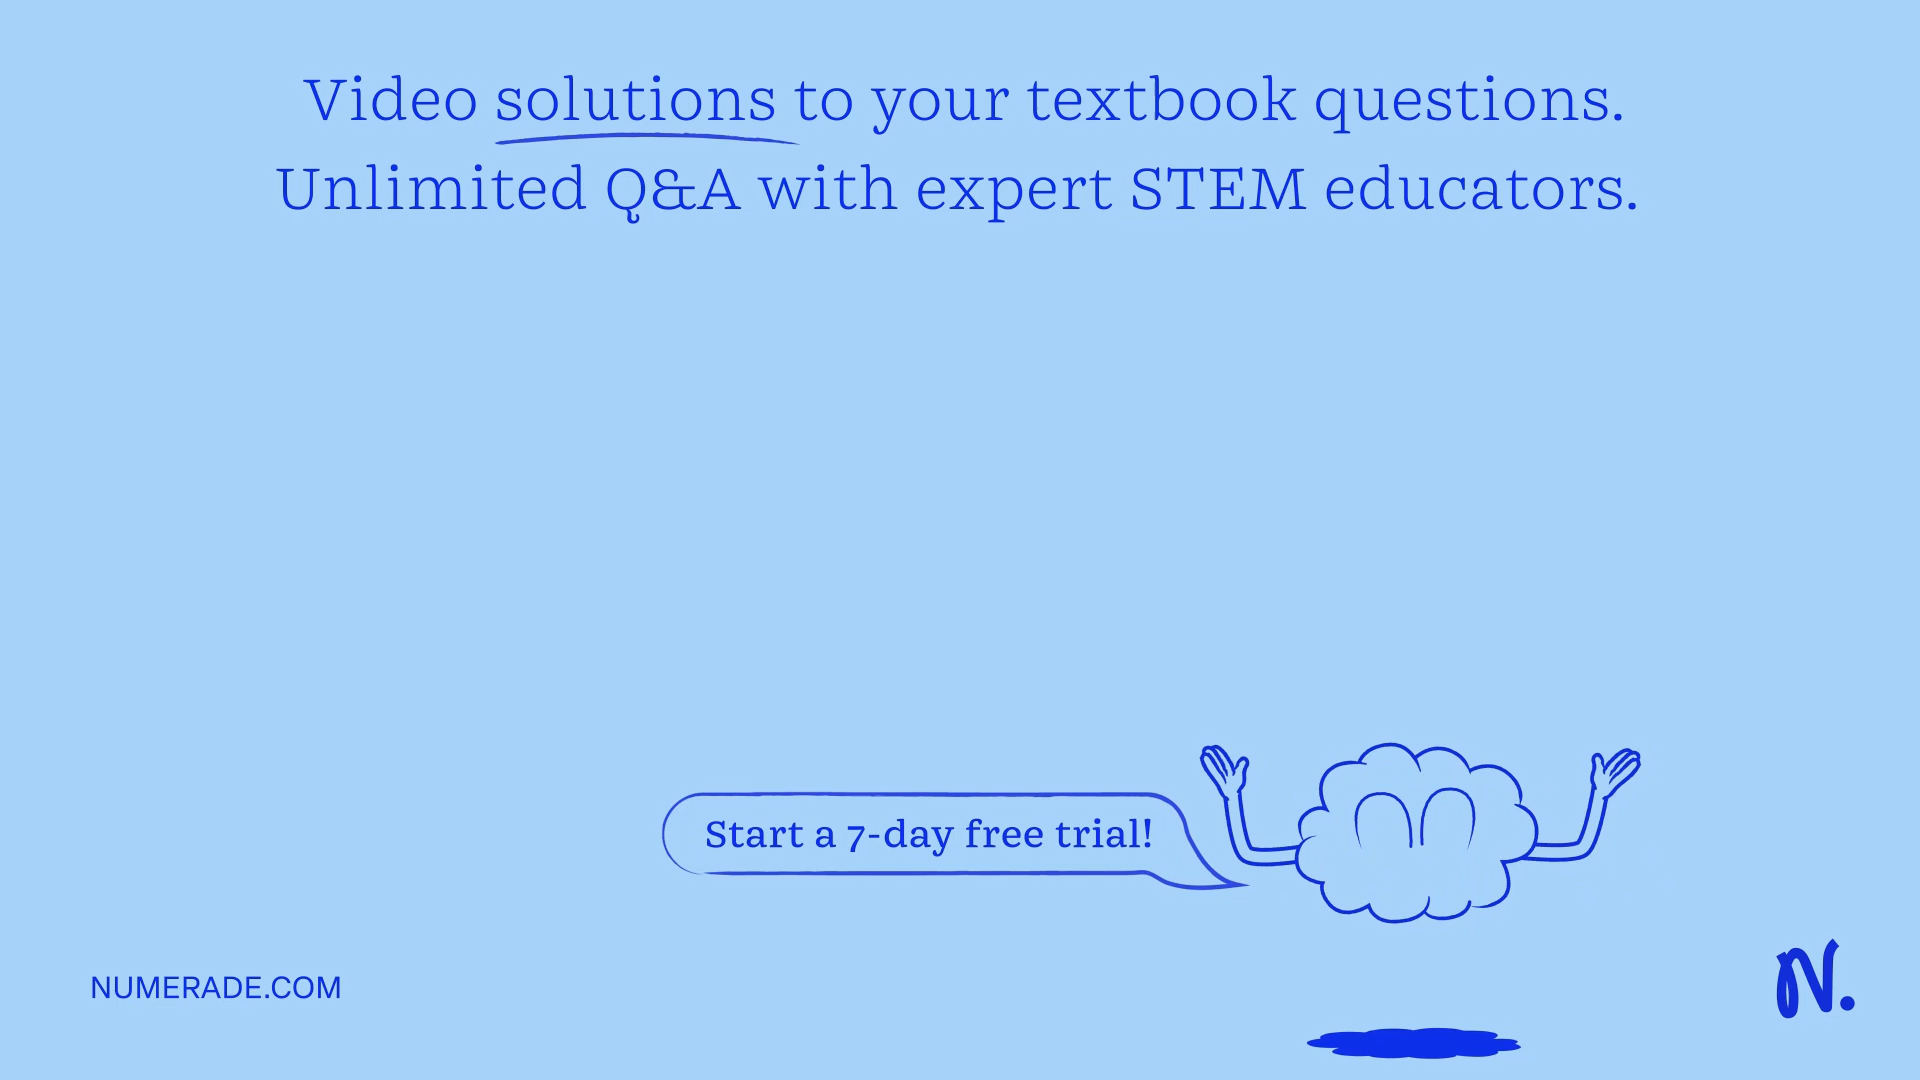 Video solutions to your textbook questions.
Unlimited Q&A with expert STEM educators.
Start a 7-day free trial!
NUMERADE.COM
N.